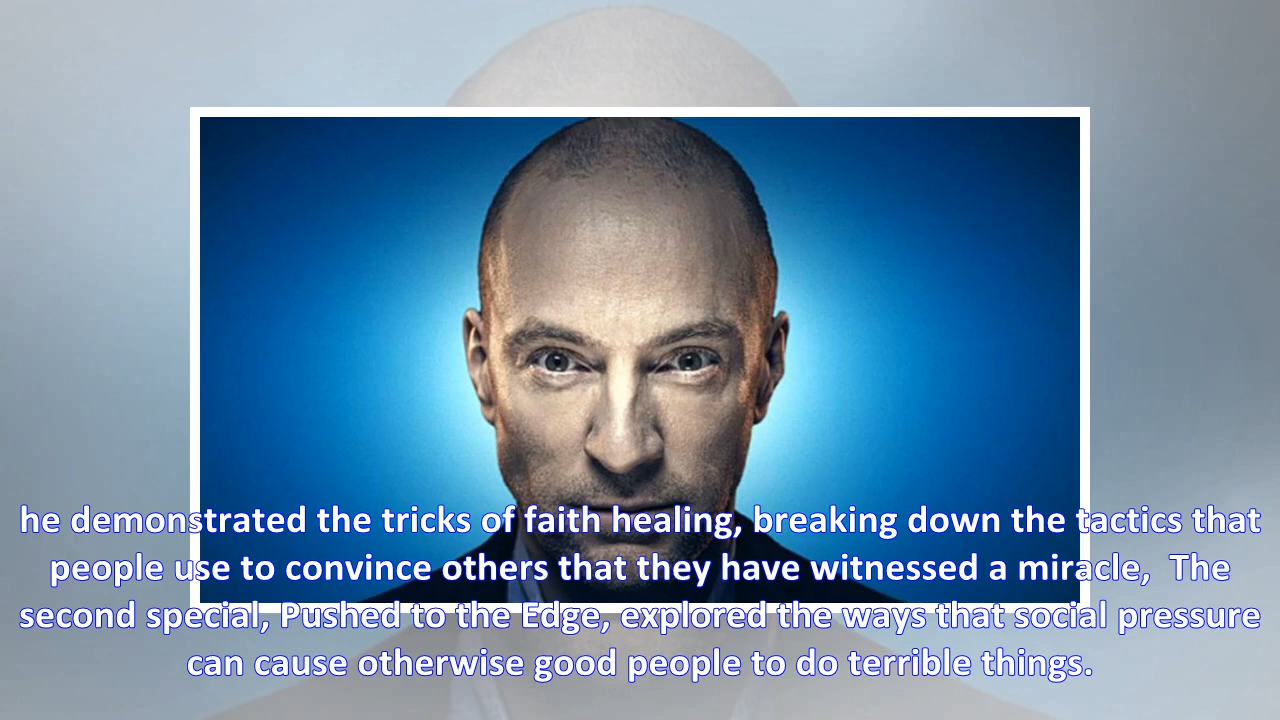 he demonstrated the tricks of faith healing, breaking down the tactics that
people use to convince others that they have witnessed a miracle,  The
second special, Pushed to the Edge, explored the ways that social pressure
can cause otherwise good people to do terrible things.